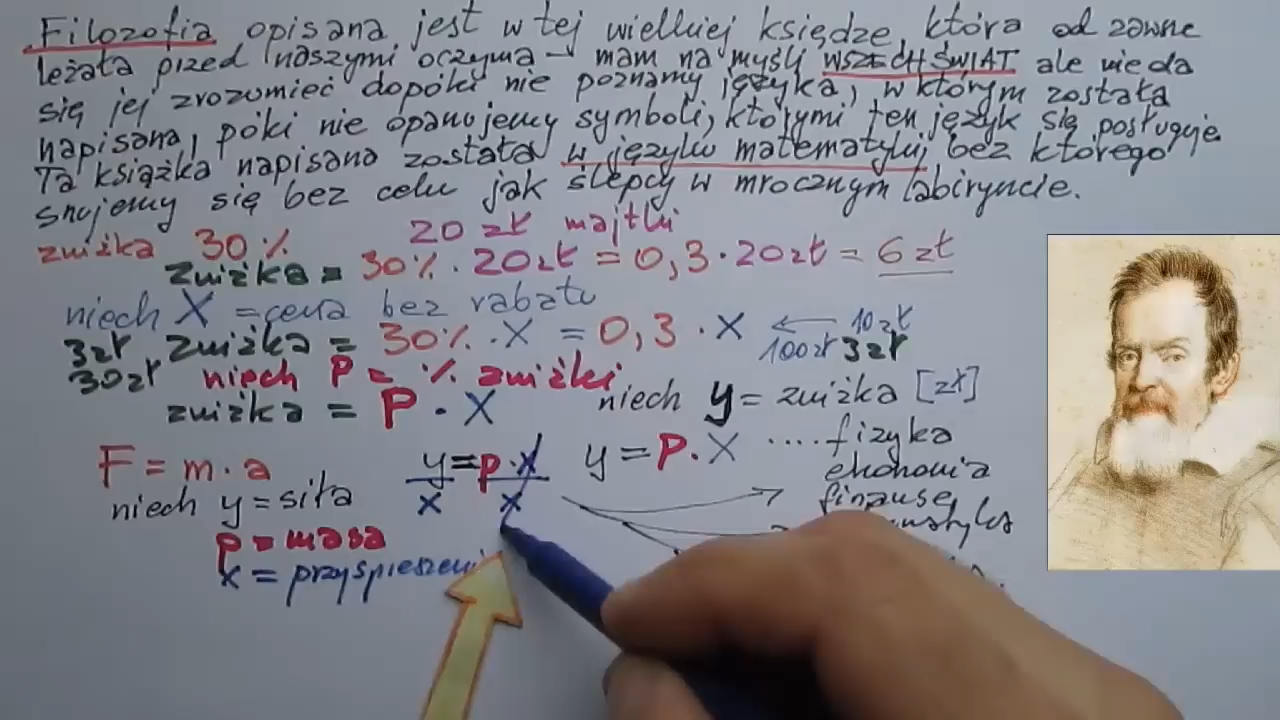 Filozofia opisana jest w tej wielkiej księdze, która od zawsze
leżała przed naszymi oczyma - mam na myśli WSZECHŚWIAT ale nie da
się jej zrozumieć dopóki nie poznamy języka, w którym została
napisana, póki nie opanujemy symboli, którymi ten język się posługuje.
Ta książka napisana została w języku matematyki, bez którego
snujemy się bez celu jak ślepcy w mrocznym labiryncie.
zniżka 30% 20 zł majtki
zniżka = 30% · 20zł = 0,3 · 20zł = 6 zł
niech X = cena bez rabatu
3zł zniżka = 30% · X = 0,3 · X ← 10zł
100zł 3zł
30zł niech P = % zniżki
zniżka = P · X niech y = zniżka [zł]
F = m · a y = p · x y = P · X .... fizyka
x x
ekonomia
niech y = siła finanse
p = masa
x =